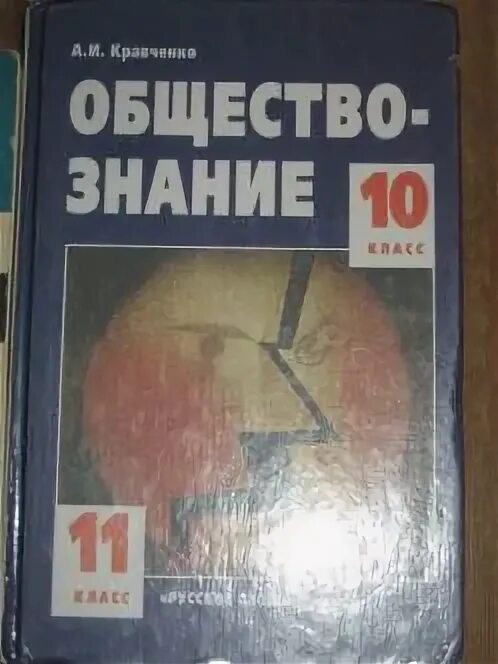 А.И. Кравченко
ОБЩЕСТВО-
ЗНАНИЕ
10
КЛАСС
11
КЛАСС